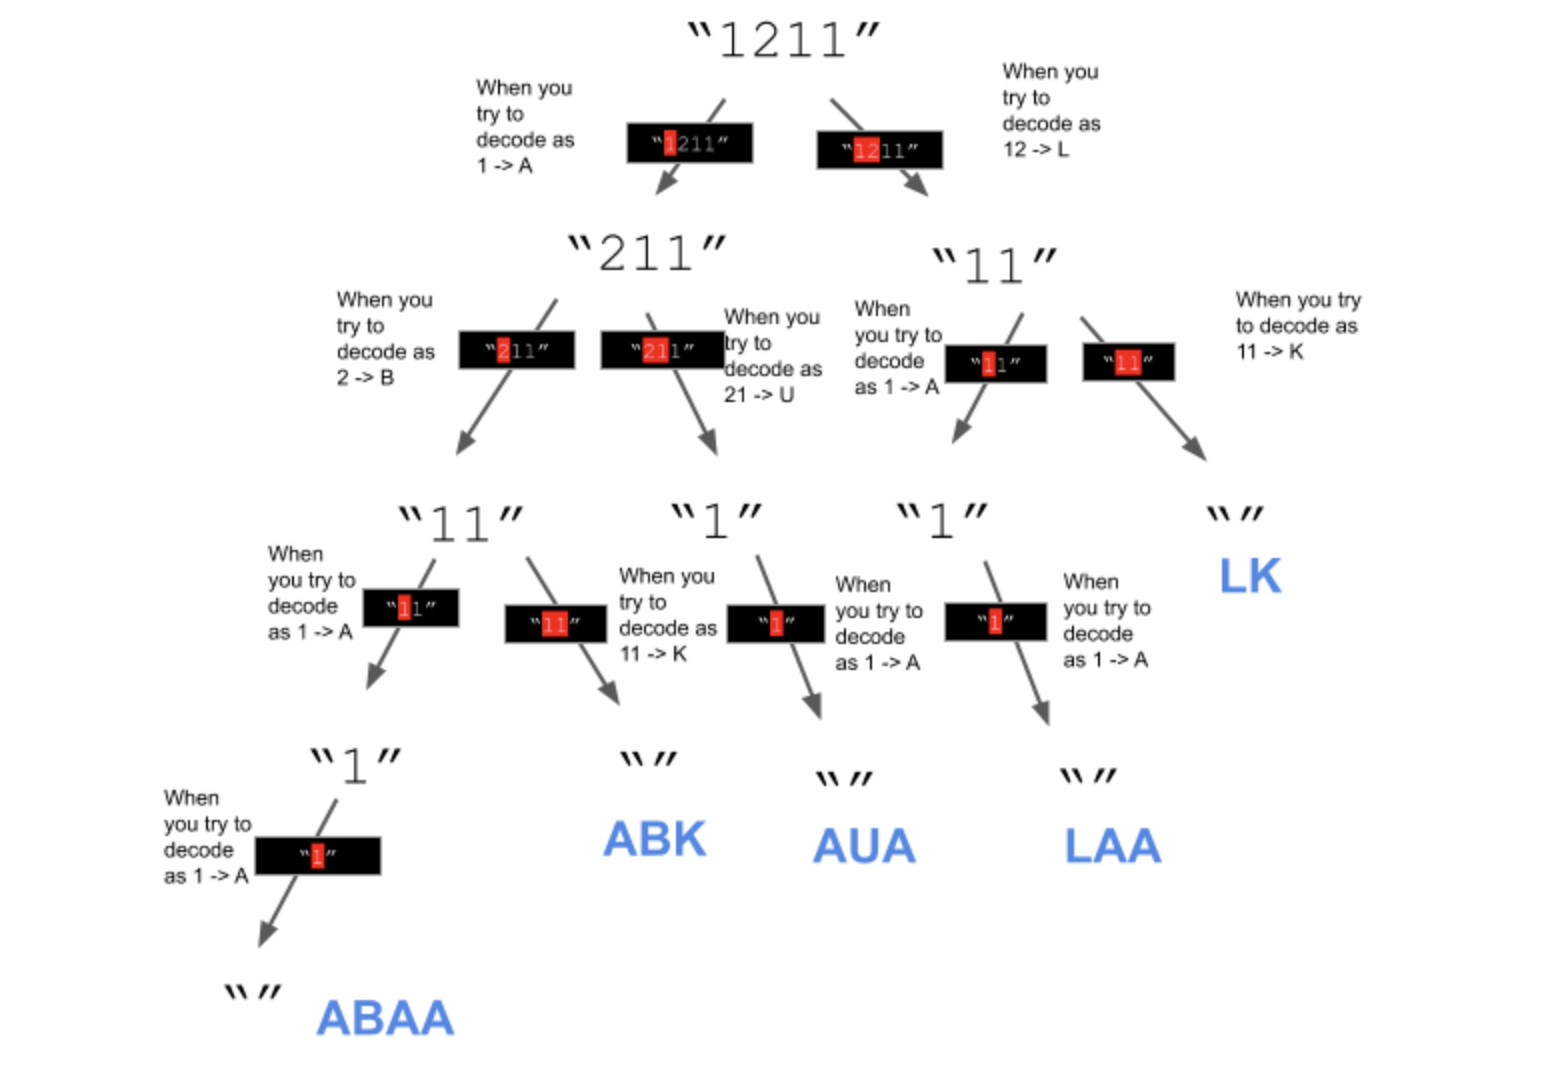 “1211”
When you
try to
decode as
1 -> A
“1211”
“1211”
When you
try to
decode as
12 -> L
“211”
“11”
When you
try to
decode as
2 -> B
“211”
“211”
When you
try to
decode as
21 -> U
When
you try to
decode
as 1 -> A
“11”
“11”
When you try
to decode as
11 -> K
“11”
“1”
“1”
“”
LK
When
you try to
decode
as 1 -> A
“11”
“11”
When you
try to
decode as
11 -> K
“1”
When
you try to
decode
as 1 -> A
“1”
When
you try to
decode
as 1 -> A
“1”
“”
ABK
“”
AUA
“”
LAA
When
you try to
decode
as 1 -> A
“1”
“”
ABAA